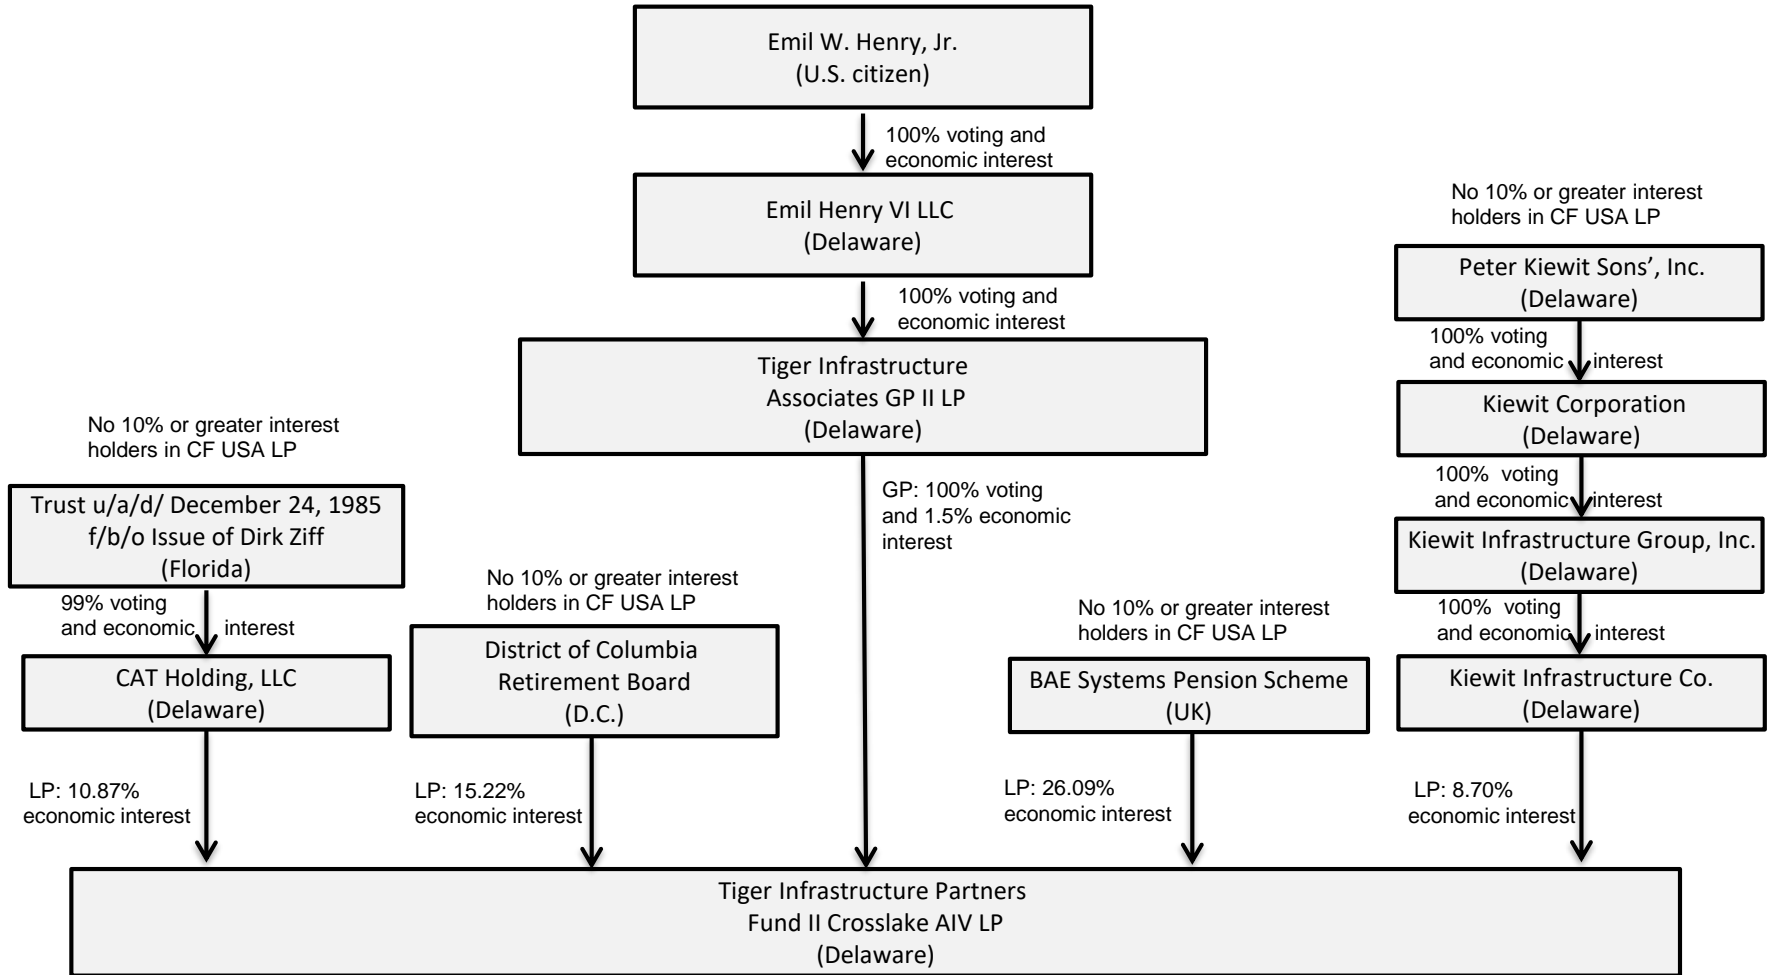 Emil W. Henry, Jr.
(U.S. citizen)
100% voting and
economic interest
Emil Henry VI LLC
(Delaware)
100% voting and
economic interest
Tiger Infrastructure
Associates GP II LP
(Delaware)
GP: 100% voting
and 1.5% economic
interest
No 10% or greater interest
holders in CF USA LP
Trust u/a/d/ December 24, 1985
f/b/o Issue of Dirk Ziff
(Florida)
99% voting
and economic interest
CAT Holding, LLC
(Delaware)
LP: 10.87%
economic interest
No 10% or greater interest
holders in CF USA LP
District of Columbia
Retirement Board
(D.C.)
LP: 15.22%
economic interest
No 10% or greater interest
holders in CF USA LP
BAE Systems Pension Scheme
(UK)
LP: 26.09%
economic interest
No 10% or greater interest
holders in CF USA LP
Peter Kiewit Sons’, Inc.
(Delaware)
100% voting
and economic interest
Kiewit Corporation
(Delaware)
100% voting
and economic interest
Kiewit Infrastructure Group, Inc.
(Delaware)
100% voting
and economic interest
Kiewit Infrastructure Co.
(Delaware)
LP: 8.70%
economic interest
Tiger Infrastructure Partners
Fund II Crosslake AIV LP
(Delaware)